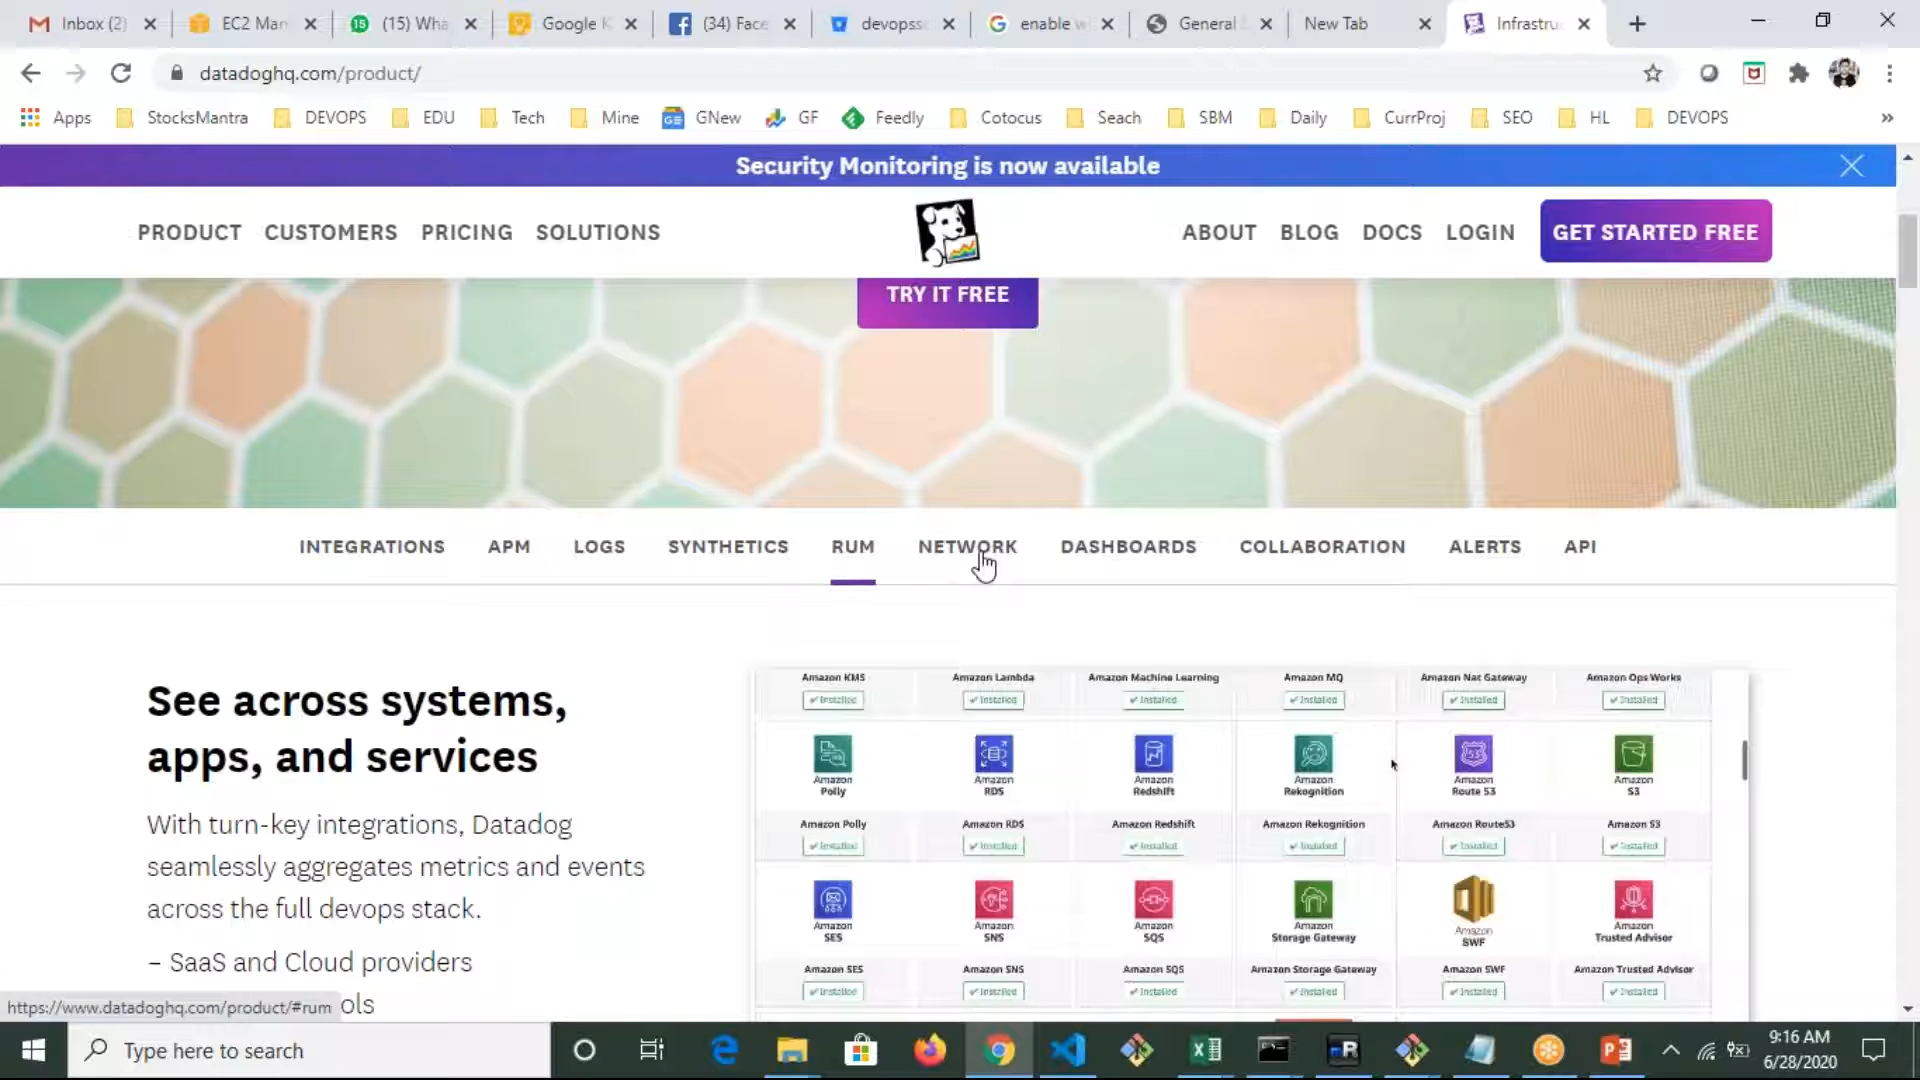 Inbox (2)
EC2 Man
(15) Wha
Google K
(34) Face
devopssc
enable w
General
New Tab
Infrastru
datadoghq.com/product/
Apps StocksMantra DEVOPS EDU Tech Mine GNew GF Feedly Cotocus Seach SBM Daily CurrProj SEO HL DEVOPS »
Security Monitoring is now available
PRODUCT CUSTOMERS PRICING SOLUTIONS ABOUT BLOG DOCS LOGIN GET STARTED FREE
TRY IT FREE
INTEGRATIONS APM LOGS SYNTHETICS RUM NETWORK DASHBOARDS COLLABORATION ALERTS API
See across systems,
apps, and services
With turn-key integrations, Datadog
seamlessly aggregates metrics and events
across the full devops stack.
– SaaS and Cloud providers
ols
Amazon KMS Amazon Lambda Amazon Machine Learning Amazon MQ Amazon Nat Gateway Amazon Ops Works
✔ Installed ✔ Installed ✔ Installed ✔ Installed ✔ Installed ✔ Installed
Amazon Amazon Amazon Amazon Amazon Amazon
Polly RDS Redshift Rekognition Route 53 S3
Amazon Polly Amazon RDS Amazon Redshift Amazon Rekognition Amazon Route53 Amazon S3
✔ Installed ✔ Installed ✔ Installed ✔ Installed ✔ Installed ✔ Installed
Amazon Amazon Amazon Amazon Amazon Amazon
SES SNS SQS Storage Gateway SWF Trusted Advisor
Amazon SES Amazon SNS Amazon SQS Amazon Storage Gateway Amazon SWF Amazon Trusted Advisor
✔ Installed ✔ Installed ✔ Installed ✔ Installed ✔ Installed ✔ Installed
https://www.datadoghq.com/product/#rum
Type here to search
9:16 AM
6/28/2020